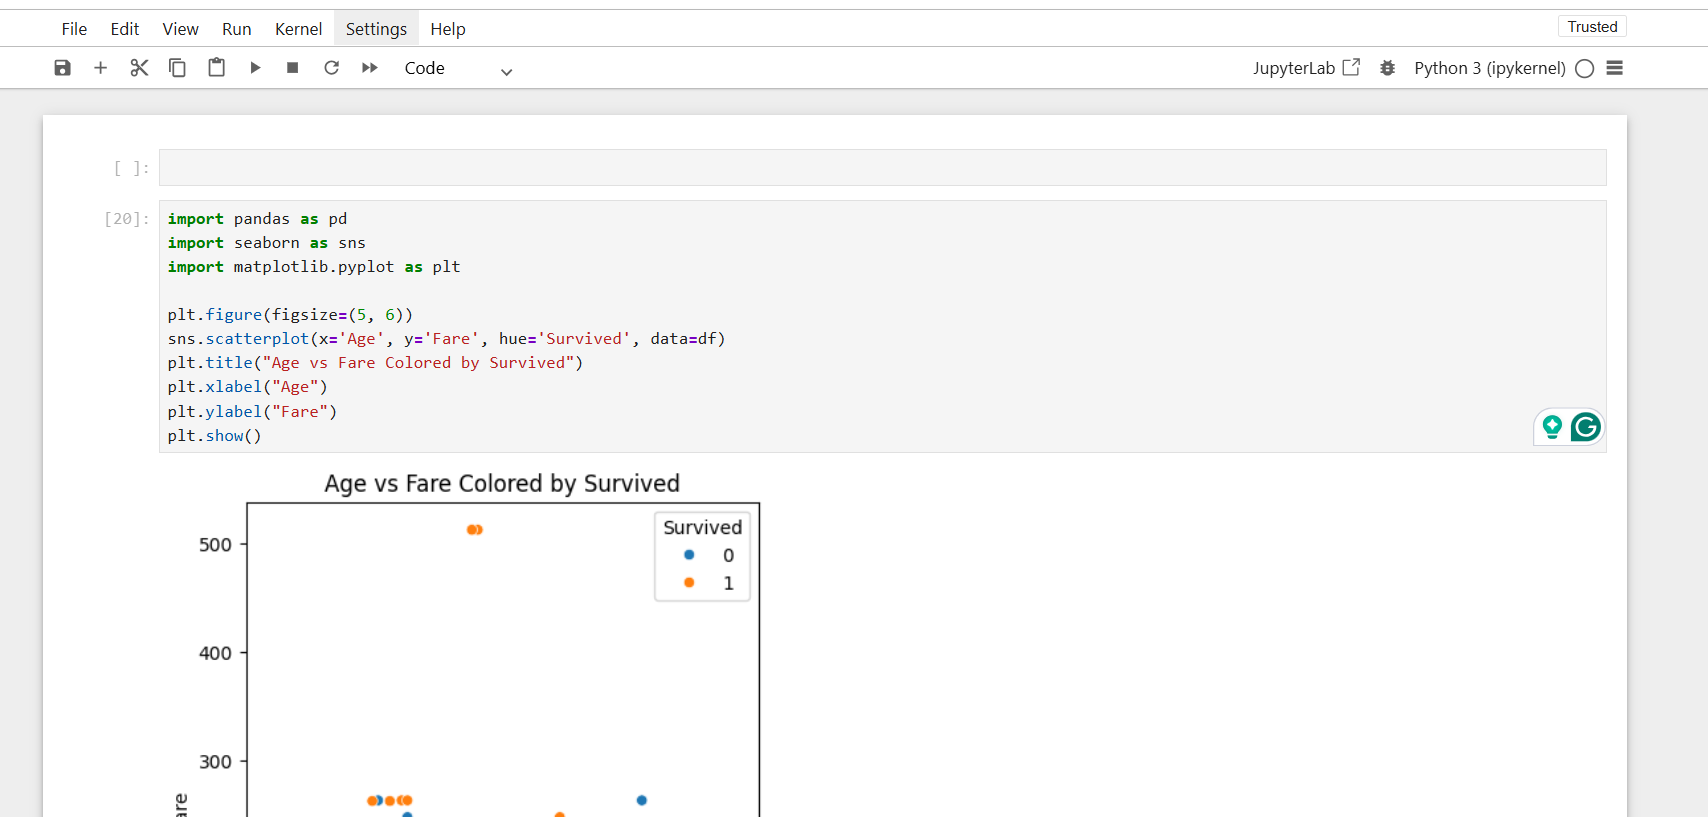 File Edit View Run Kernel Settings Help
Trusted
Code
JupyterLab
Python 3 (ipykernel)
[ ]:
[20]:
import pandas as pd
import seaborn as sns
import matplotlib.pyplot as plt
plt.figure(figsize=(5, 6))
sns.scatterplot(x='Age', y='Fare', hue='Survived', data=df)
plt.title("Age vs Fare Colored by Survived")
plt.xlabel("Age")
plt.ylabel("Fare")
plt.show()
Age vs Fare Colored by Survived
Survived
0
1
500
400
300
are